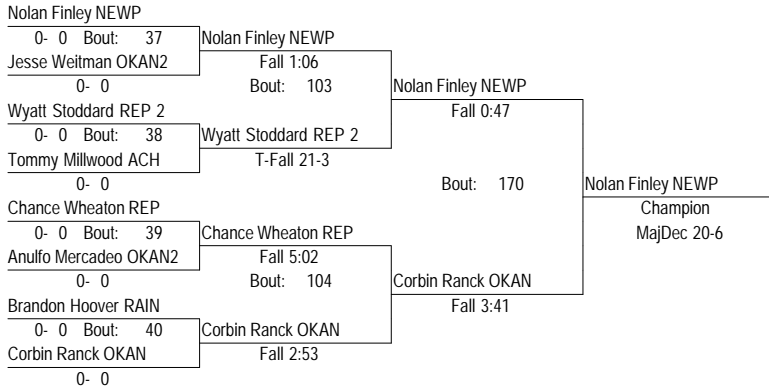 Nolan Finley NEWP
0- 0 Bout: 37 Nolan Finley NEWP
Jesse Weitman OKAN2 Fall 1:06
0- 0 Bout: 103 Nolan Finley NEWP
Wyatt Stoddard REP 2 Fall 0:47
0- 0 Bout: 38 Wyatt Stoddard REP 2
Tommy Millwood ACH T-Fall 21-3
0- 0 Bout: 170 Nolan Finley NEWP
Chance Wheaton REP Champion
0- 0 Bout: 39 Chance Wheaton REP MajDec 20-6
Anulfo Mercadeo OKAN2 Fall 5:02
0- 0 Bout: 104 Corbin Ranck OKAN
Brandon Hoover RAIN Fall 3:41
0- 0 Bout: 40 Corbin Ranck OKAN
Corbin Ranck OKAN Fall 2:53
0- 0